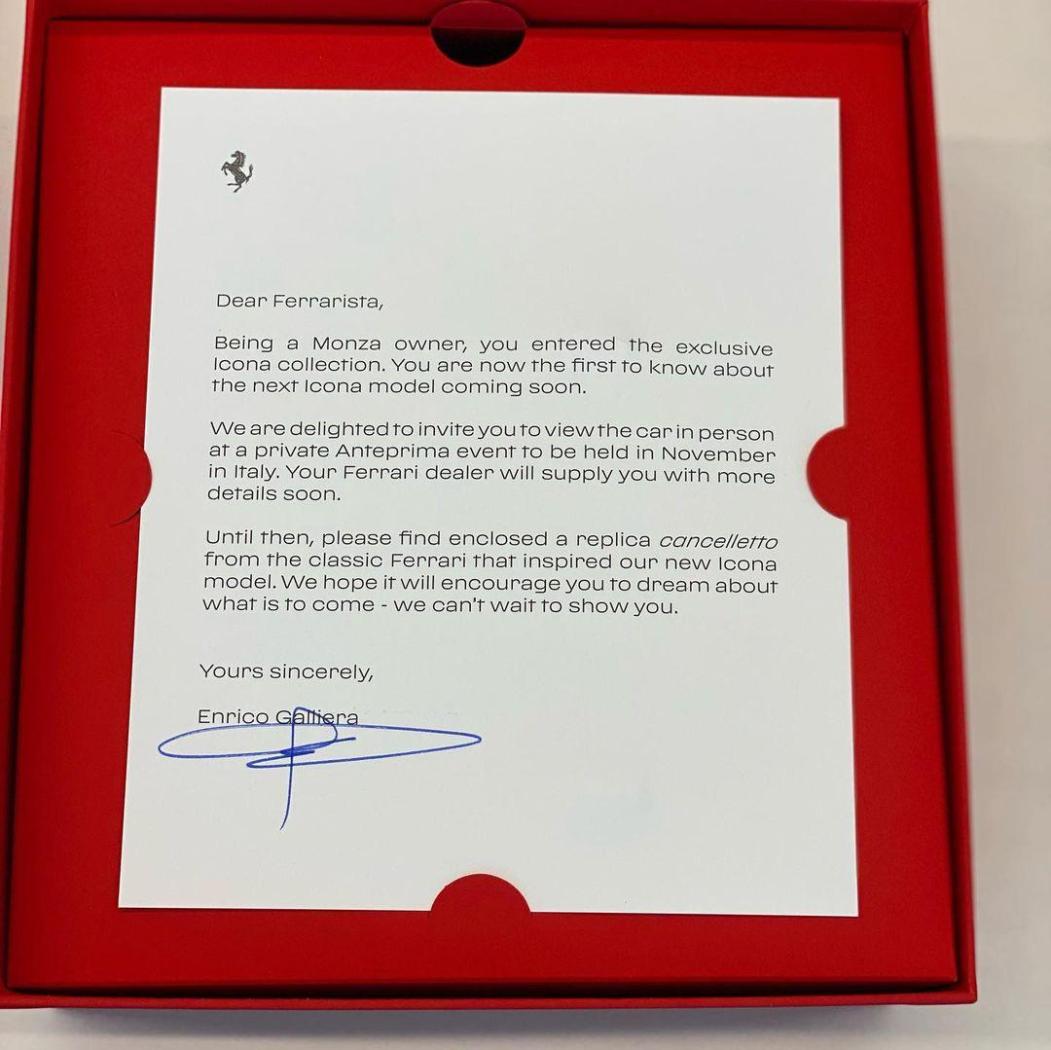 Dear Ferrarista,
Being a Monza owner, you entered the exclusive
Icona collection. You are now the first to know about
the next Icona model coming soon.
We are delighted to invite you to view the car in person
at a private Anteprima event to be held in November
in Italy. Your Ferrari dealer will supply you with more
details soon.
Until then, please find enclosed a replica cancelletto
from the classic Ferrari that inspired our new Icona
model. We hope it will encourage you to dream about
what is to come - we can't wait to show you.
Yours sincerely,
Enrico Galliera